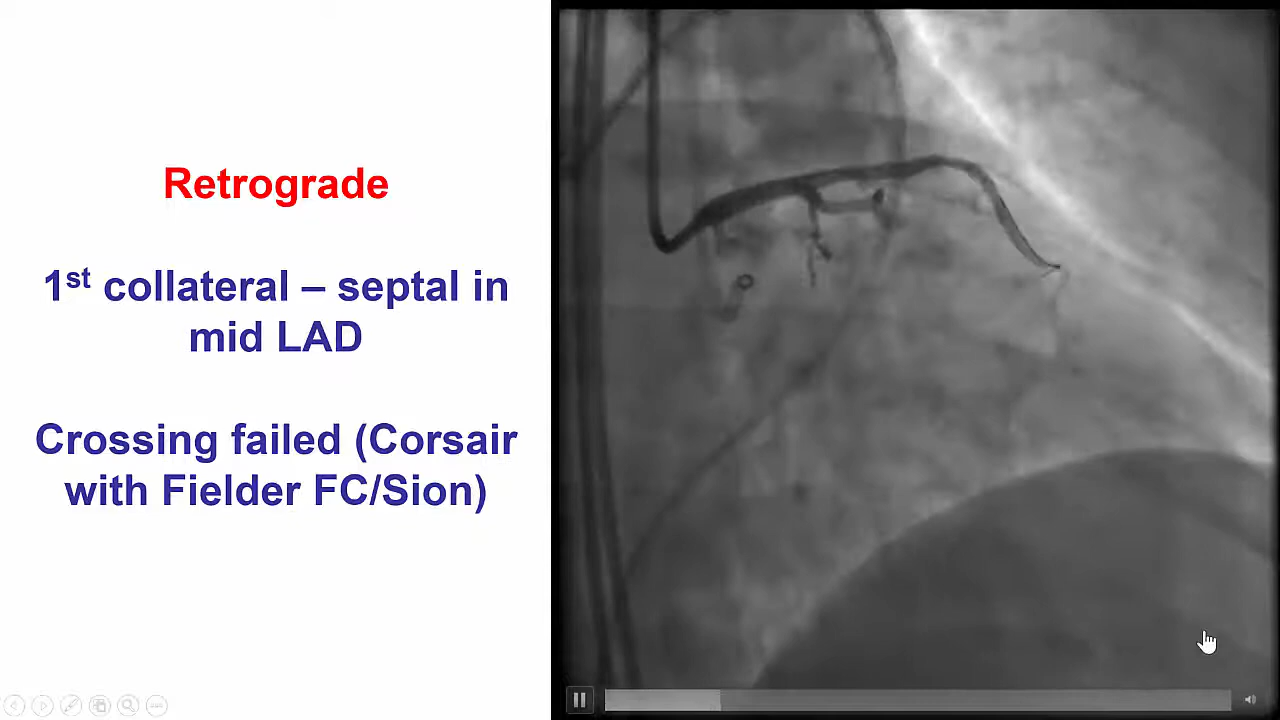 Retrograde
1st collateral – septal in
mid LAD
Crossing failed (Corsair
with Fielder FC/Sion)